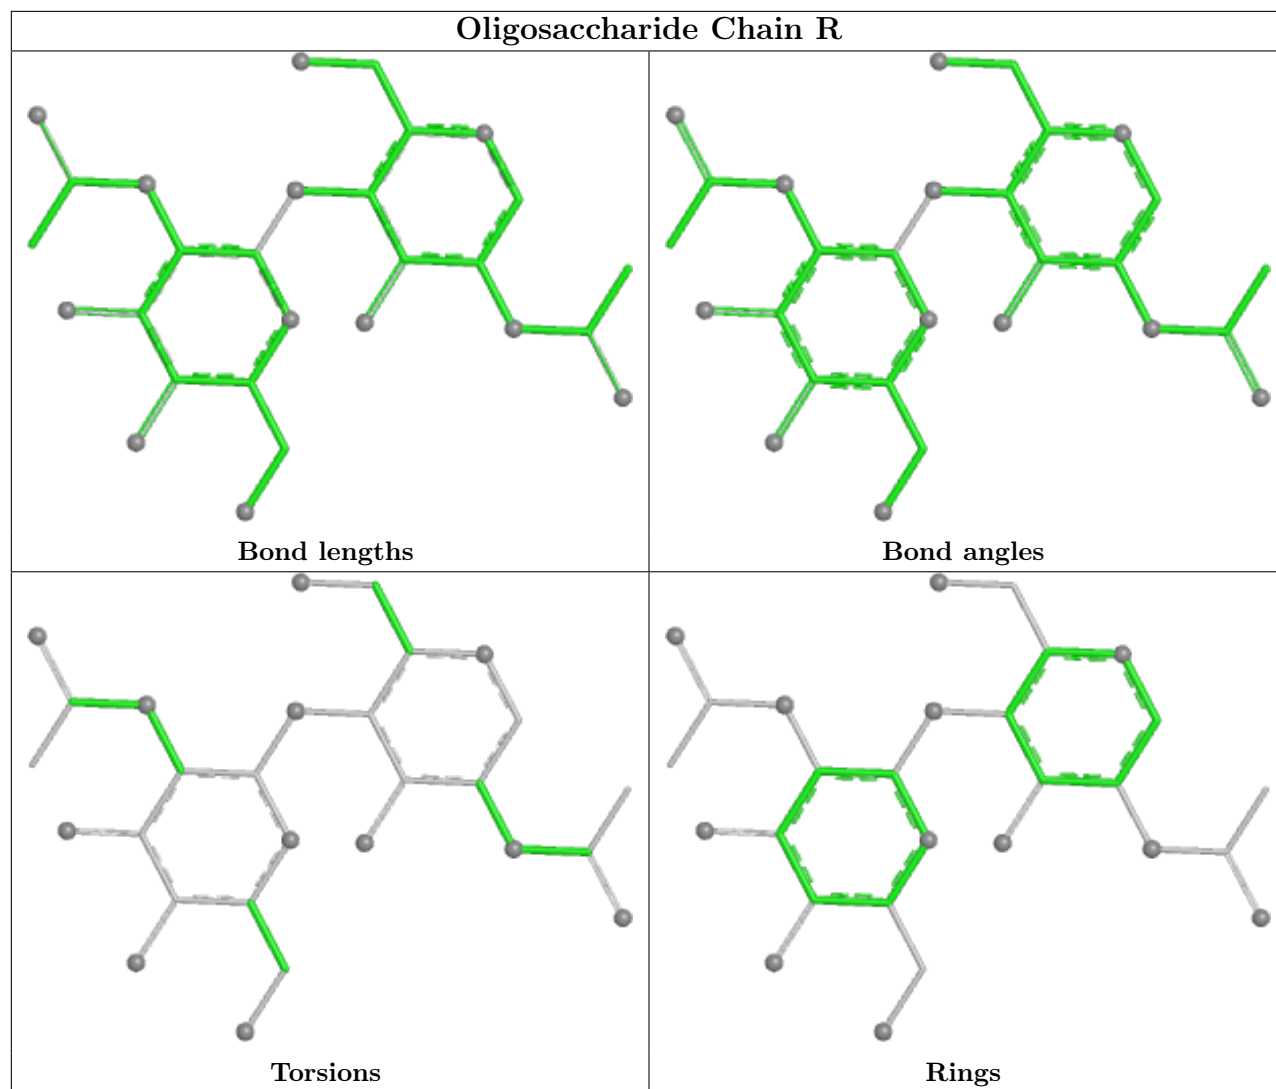 Oligosaccharide Chain R
Bond lengths
Bond angles
Torsions
Rings